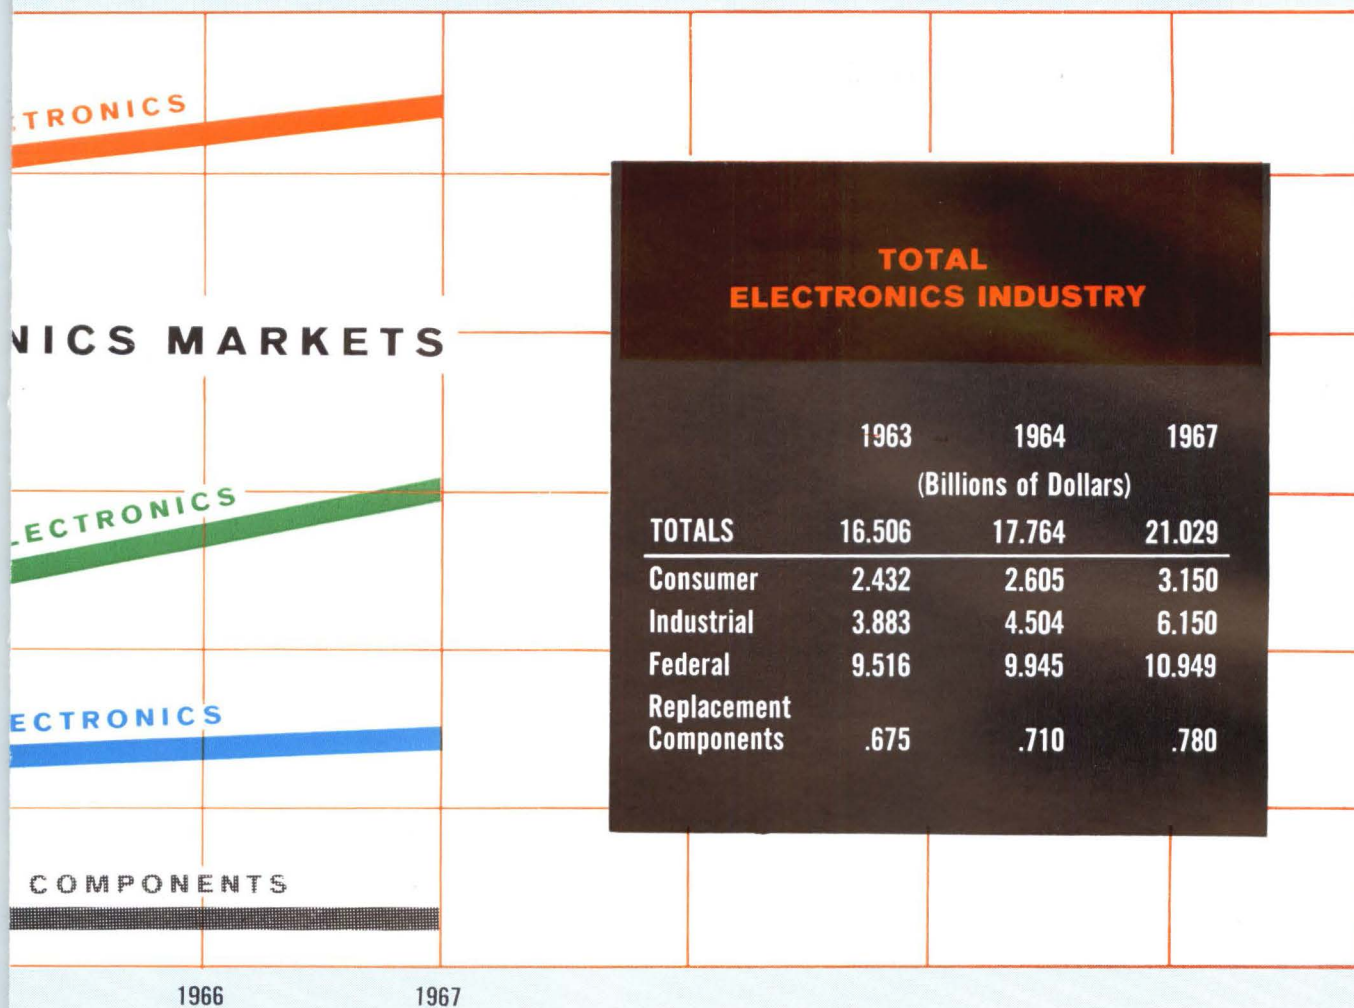 TRONICS
NICS MARKETS
LECTRONICS
ECTRONICS
COMPONENTS
1966 1967
TOTAL
ELECTRONICS INDUSTRY
1963 1964 1967
(Billions of Dollars)
TOTALS 16.506 17.764 21.029
Consumer 2.432 2.605 3.150
Industrial 3.883 4.504 6.150
Federal 9.516 9.945 10.949
Replacement
Components .675 .710 .780